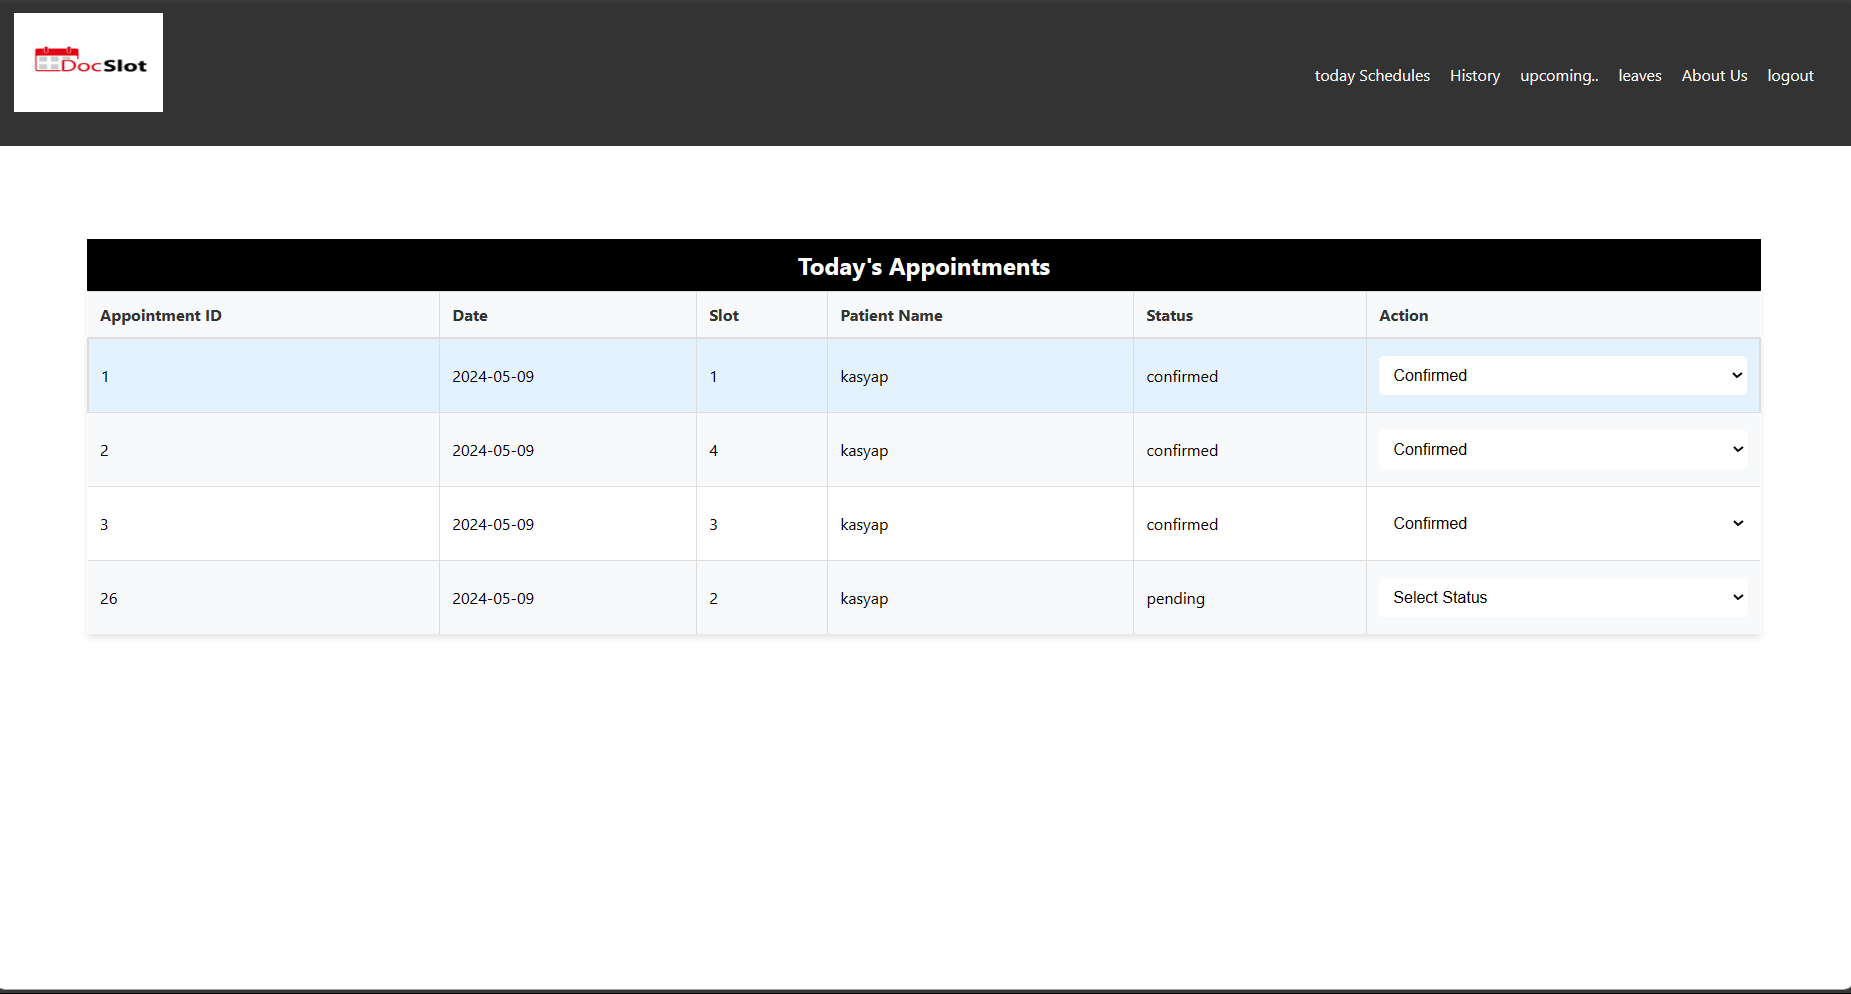 DocSlot
today Schedules History upcoming.. leaves About Us logout
Today's Appointments
Appointment ID Date Slot Patient Name Status Action
1 2024-05-09 1 kasyap confirmed Confirmed
2 2024-05-09 4 kasyap confirmed Confirmed
3 2024-05-09 3 kasyap confirmed Confirmed
26 2024-05-09 2 kasyap pending Select Status